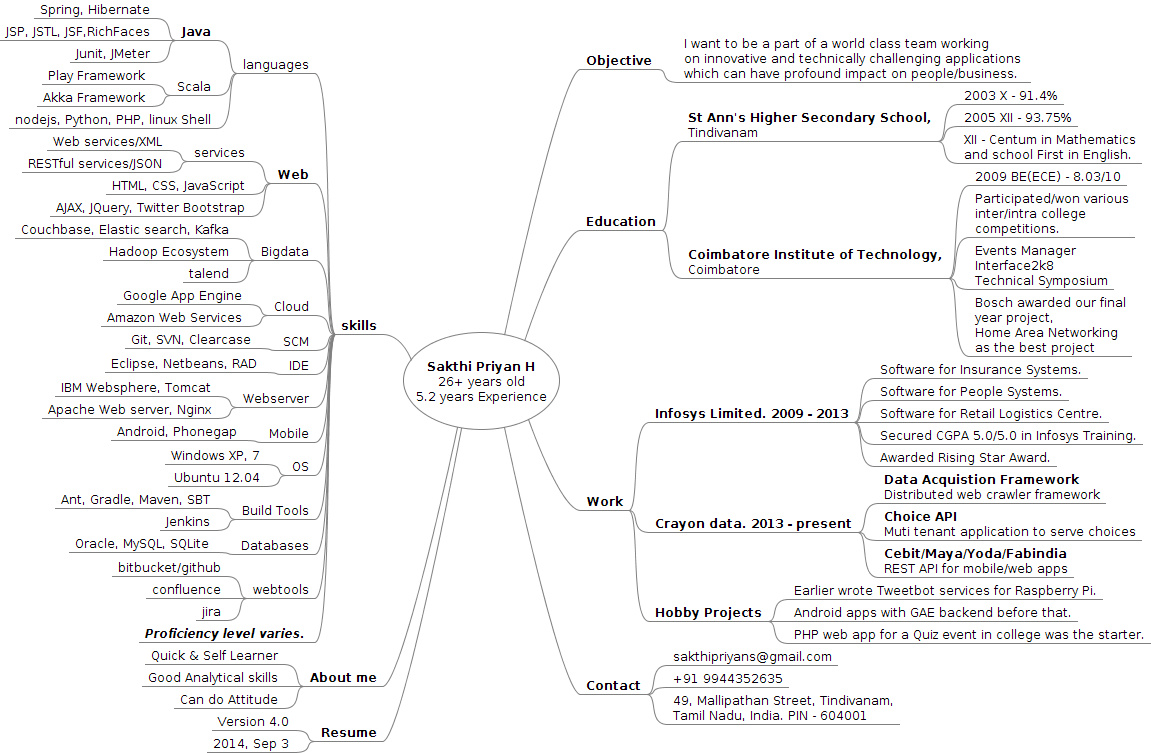 Sakthi Priyan H
26+ years old
5.2 years Experience
Objective
I want to be a part of a world class team working
on innovative and technically challenging applications
which can have profound impact on people/business.
Education
St Ann's Higher Secondary School,
Tindivanam
2003 X - 91.4%
2005 XII - 93.75%
XII - Centum in Mathematics
and school First in English.
Coimbatore Institute of Technology,
Coimbatore
2009 BE(ECE) - 8.03/10
Participated/won various
inter/intra college
competitions.
Events Manager
Interface2k8
Technical Symposium
Bosch awarded our final
year project,
Home Area Networking
as the best project
Work
Infosys Limited. 2009 - 2013
Software for Insurance Systems.
Software for People Systems.
Software for Retail Logistics Centre.
Secured CGPA 5.0/5.0 in Infosys Training.
Awarded Rising Star Award.
Crayon data. 2013 - present
Data Acquistion Framework
Distributed web crawler framework
Choice API
Muti tenant application to serve choices
Cebit/Maya/Yoda/Fabindia
REST API for mobile/web apps
Hobby Projects
Earlier wrote Tweetbot services for Raspberry Pi.
Android apps with GAE backend before that.
PHP web app for a Quiz event in college was the starter.
Contact
sakthipriyans@gmail.com
+91 9944352635
49, Mallipathan Street, Tindivanam,
Tamil Nadu, India. PIN - 604001
skills
languages
Java
Spring, Hibernate
JSP, JSTL, JSF,RichFaces
Junit, JMeter
Scala
Play Framework
Akka Framework
nodejs, Python, PHP, linux Shell
Web
services
Web services/XML
RESTful services/JSON
HTML, CSS, JavaScript
AJAX, JQuery, Twitter Bootstrap
Bigdata
Couchbase, Elastic search, Kafka
Hadoop Ecosystem
talend
Cloud
Google App Engine
Amazon Web Services
SCM
Git, SVN, Clearcase
IDE
Eclipse, Netbeans, RAD
Webserver
IBM Websphere, Tomcat
Apache Web server, Nginx
Mobile
Android, Phonegap
OS
Windows XP, 7
Ubuntu 12.04
Build Tools
Ant, Gradle, Maven, SBT
Jenkins
Databases
Oracle, MySQL, SQLite
webtools
bitbucket/github
confluence
jira
Proficiency level varies.
About me
Quick & Self Learner
Good Analytical skills
Can do Attitude
Resume
Version 4.0
2014, Sep 3